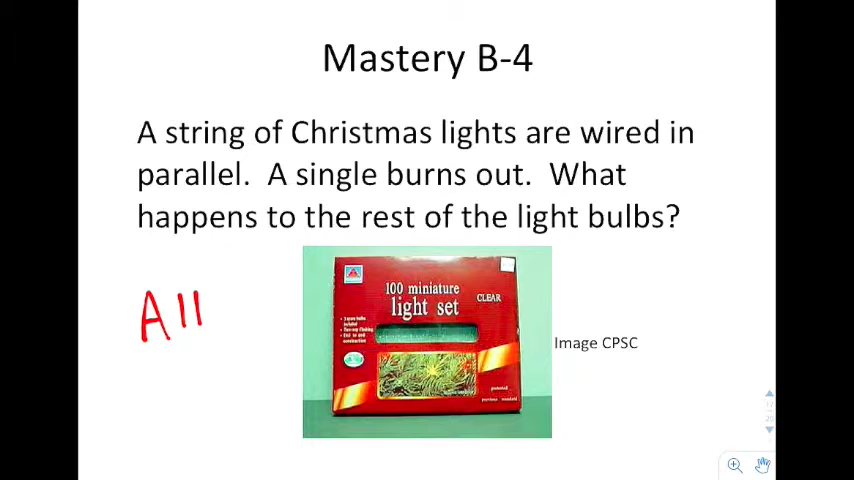 Mastery B-4
A string of Christmas lights are wired in
parallel. A single burns out. What
happens to the rest of the light bulbs?
100 miniature
light set
CLEAR
All
Image CPSC